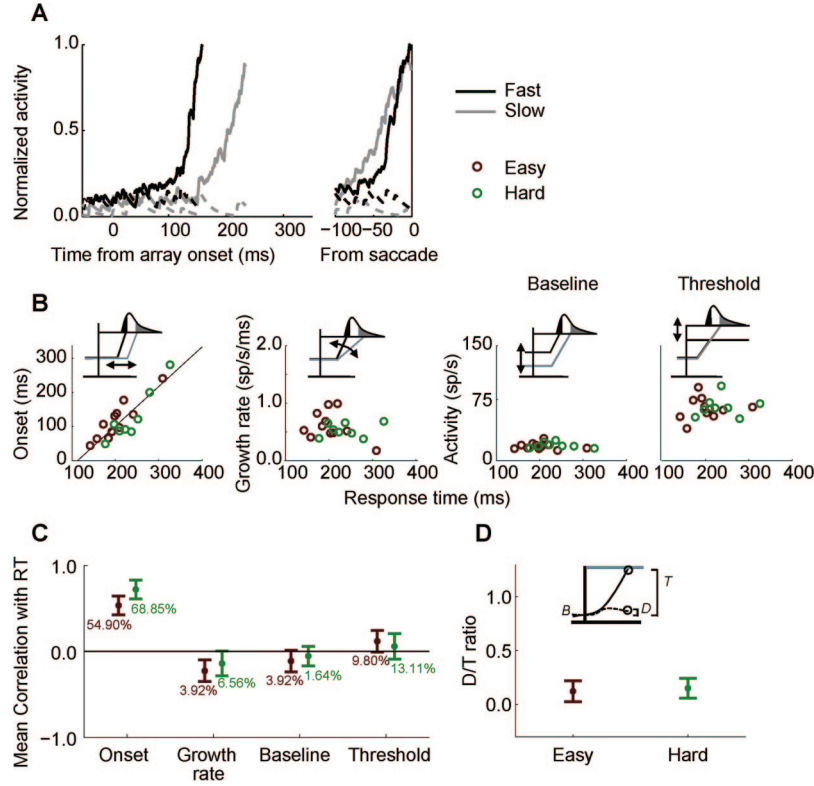 A
Normalized activity
1.0
0.5
0.0
0
100
200
300
Time from array onset (ms)
−100
−50
0
From saccade
Fast
Slow
Easy
Hard
B
Baseline
Threshold
Onset (ms)
300
200
100
0
100 200 300 400
Growth rate (sp/s/ms)
2.0
1.0
0.0
100 200 300 400
Activity (sp/s)
150
75
0
100 200 300 400
100 200 300 400
Response time (ms)
C
Mean Correlation with RT
1.0
0.0
−1.0
54.90%
68.85%
3.92%
6.56%
3.92%
1.64%
9.80%
13.11%
Onset
Growth
rate
Baseline
Threshold
D
D/T ratio
1.0
0.5
0.0
B
D
T
Easy
Hard